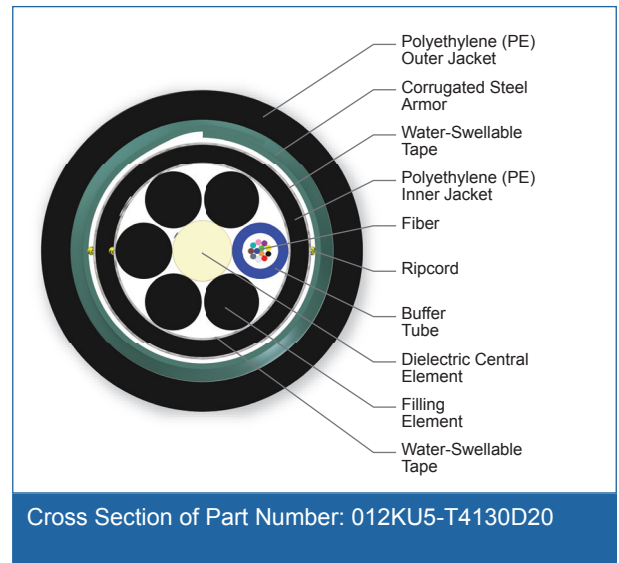 Polyethylene (PE)
Outer Jacket
Corrugated Steel
Armor
Water-Swellable
Tape
Polyethylene (PE)
Inner Jacket
Fiber
Ripcord
Buffer
Tube
Dielectric Central
Element
Filling
Element
Water-Swellable
Tape
Cross Section of Part Number: 012KU5-T4130D20